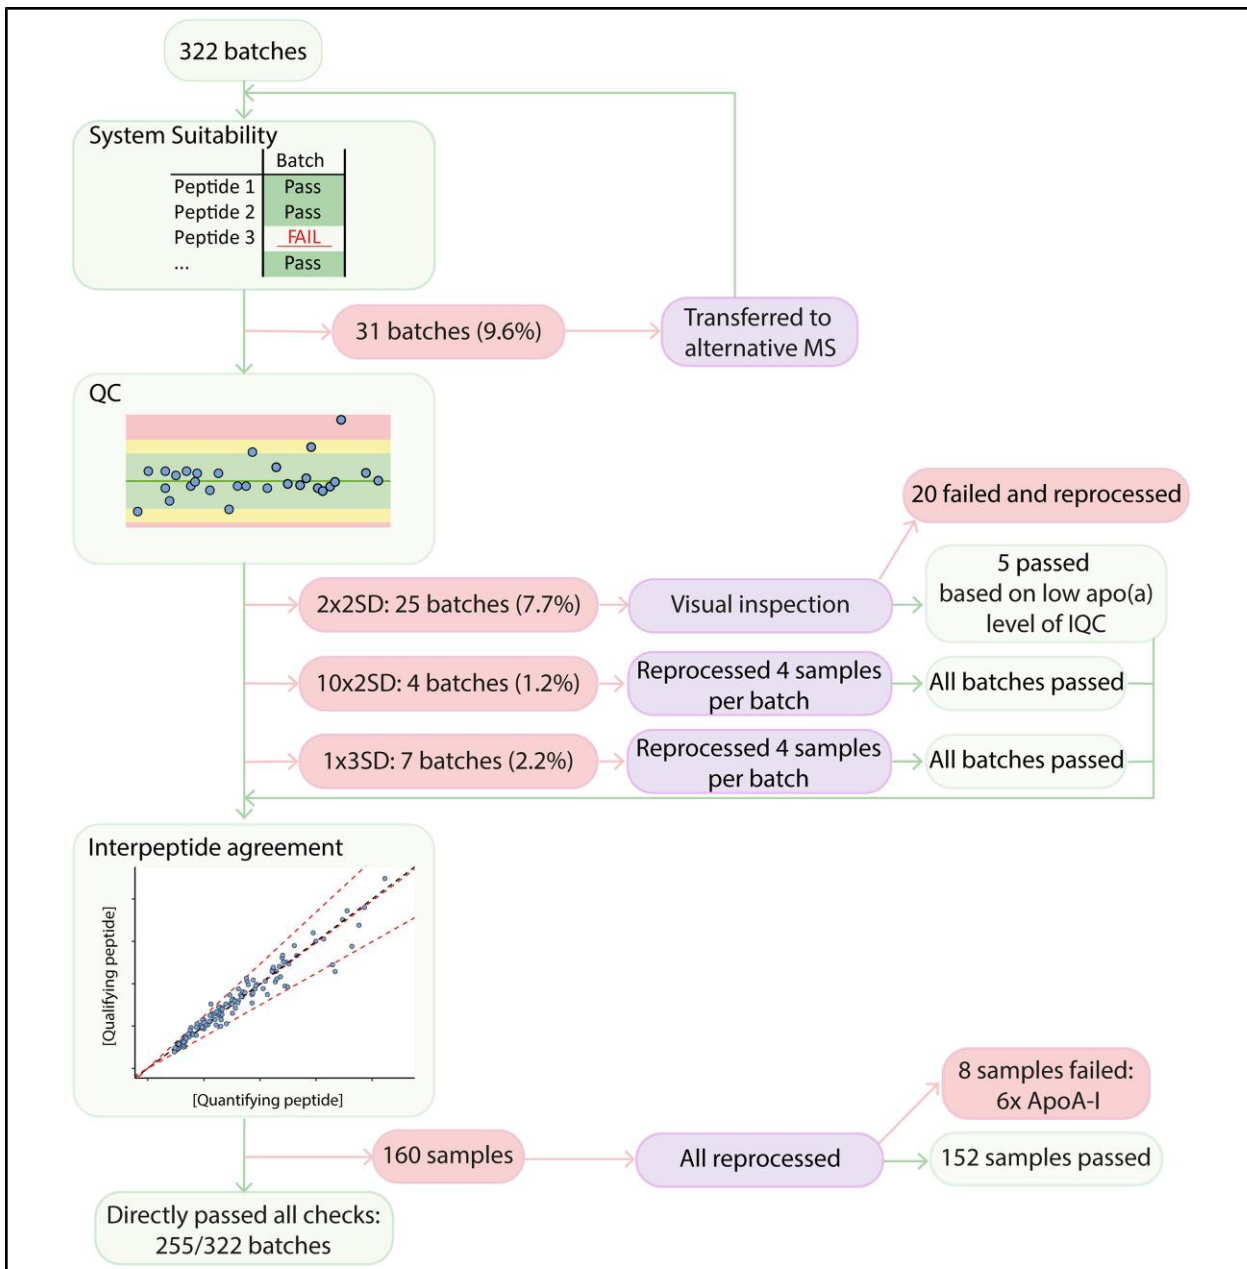 322 batches
System Suitability
Batch
Peptide 1 Pass
Peptide 2 Pass
Peptide 3 FAIL
... Pass
31 batches (9.6%)
Transferred to
alternative MS
QC
20 failed and reprocessed
2x2SD: 25 batches (7.7%)
Visual inspection
5 passed
based on low apo(a)
level of IQC
10x2SD: 4 batches (1.2%)
Reprocessed 4 samples
per batch
All batches passed
1x3SD: 7 batches (2.2%)
Reprocessed 4 samples
per batch
All batches passed
Interpeptide agreement
[Qualifying peptide]
[Quantifying peptide]
8 samples failed:
6x ApoA-I
160 samples
All reprocessed
152 samples passed
Directly passed all checks:
255/322 batches